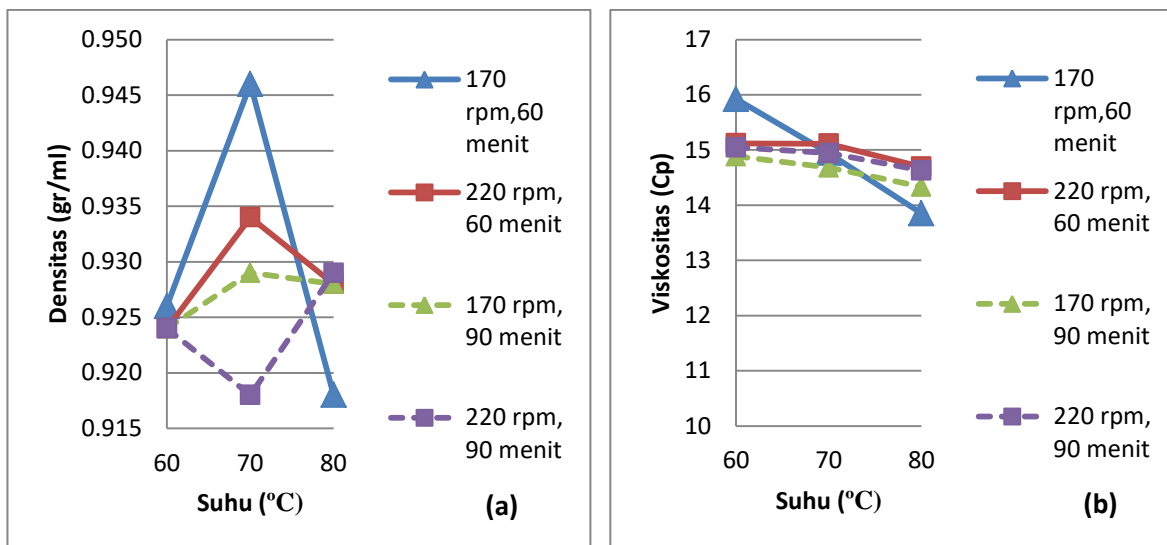 0.950
0.945
0.940
0.935
0.930
0.925
0.920
0.915
Densitas (gr/ml)
60 70 80
Suhu (ºC)
170
rpm,60
menit
220 rpm,
60 menit
170 rpm,
90 menit
220 rpm,
90 menit
(a)
17
16
15
14
13
12
11
10
Viskositas (Cp)
60 70 80
Suhu (ºC)
170
rpm,60
menit
220 rpm,
60 menit
170 rpm,
90 menit
220 rpm,
90 menit
(b)